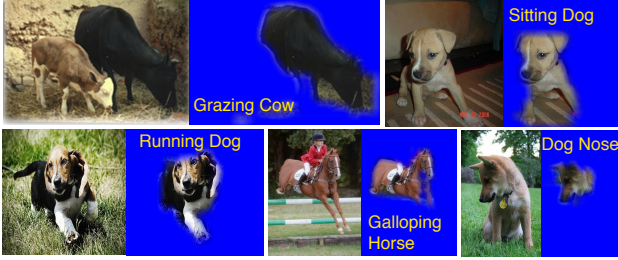 Sitting Dog
Grazing Cow
Running Dog
Dog Nose
Galloping
Horse